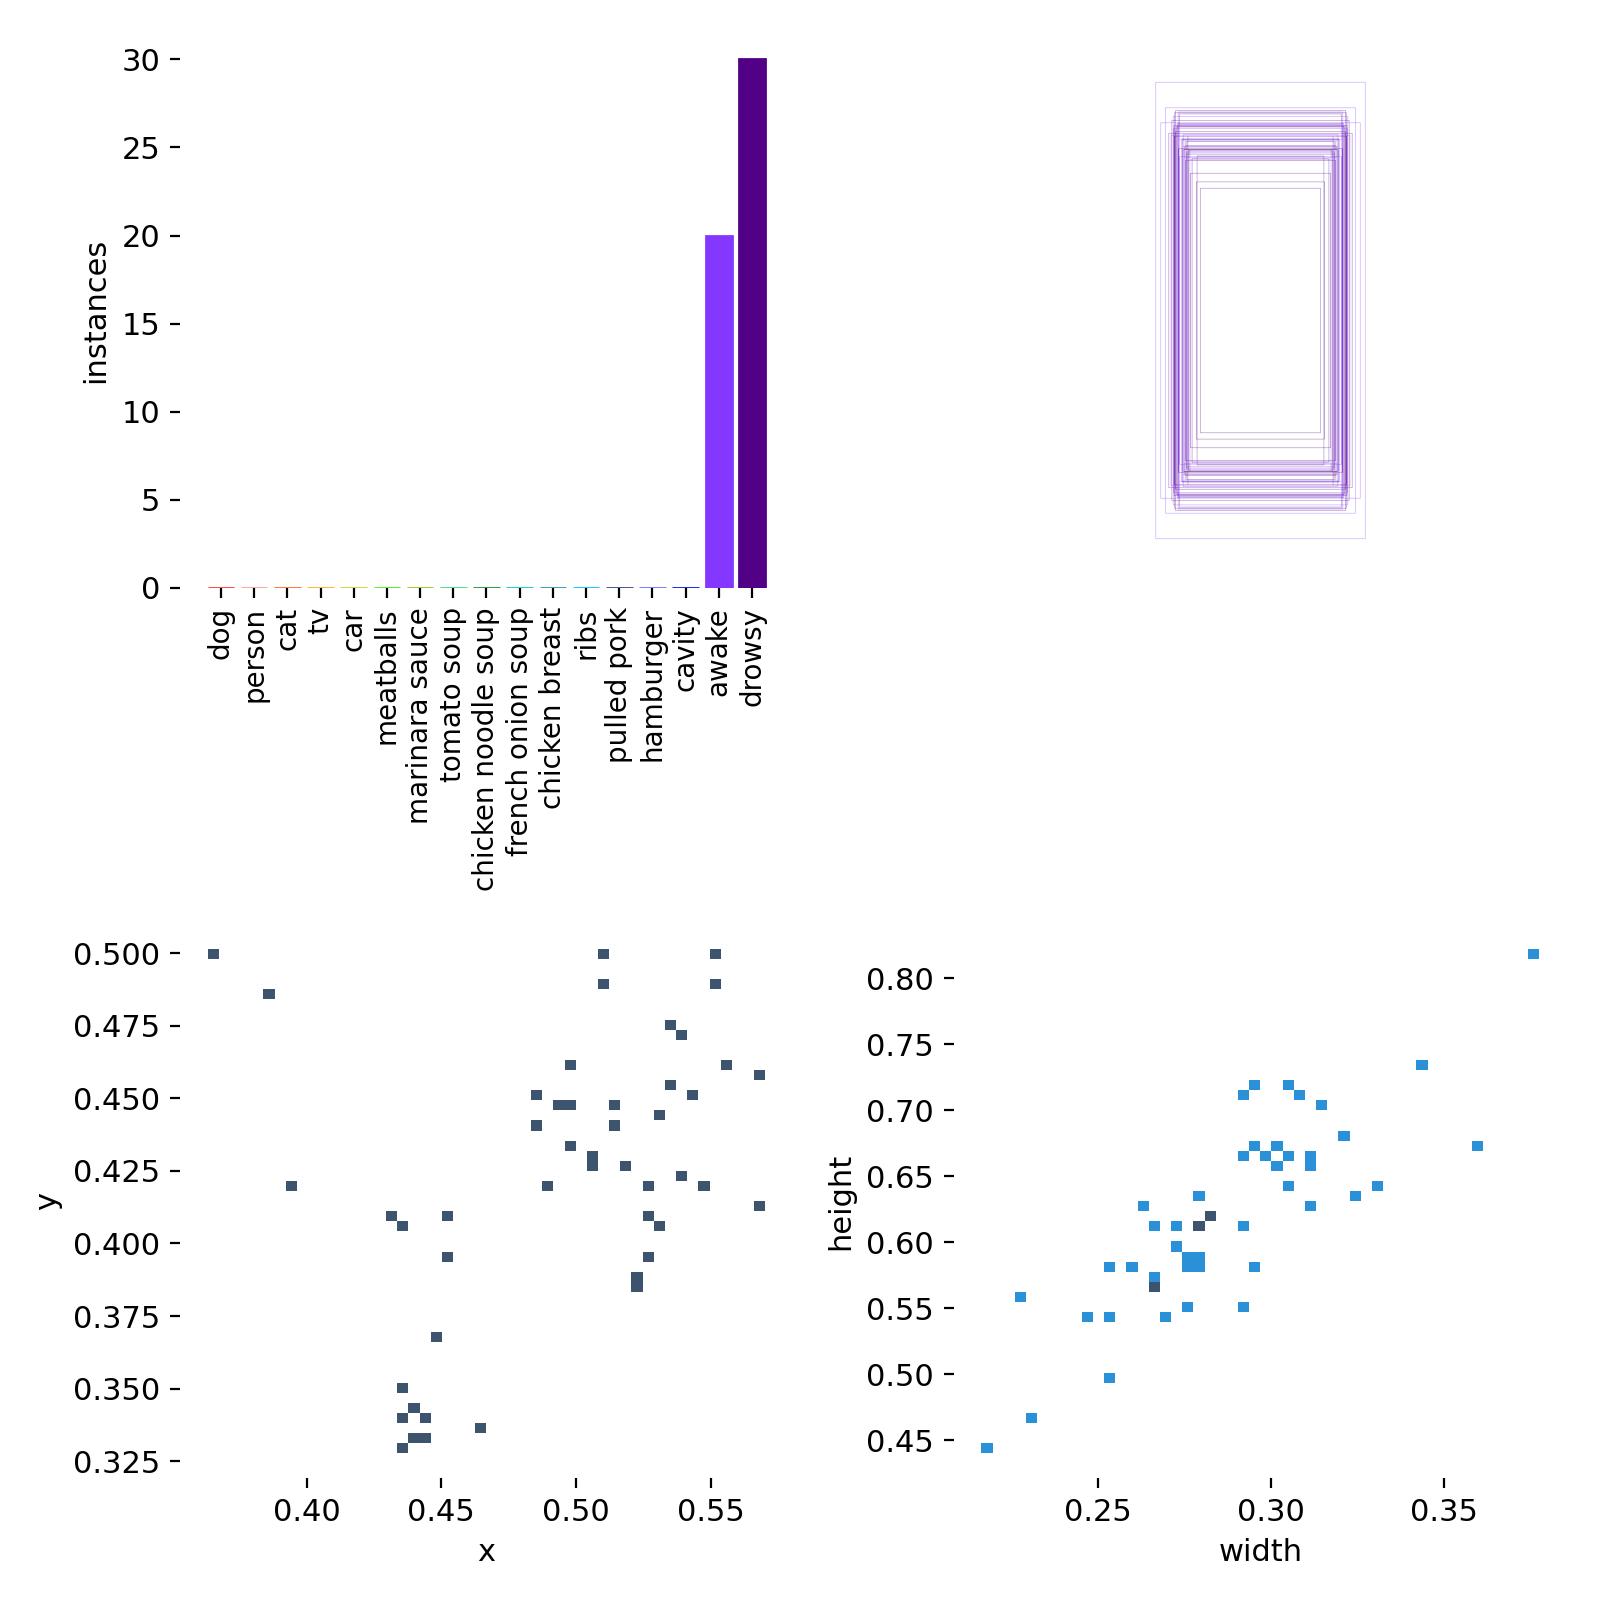 30
25
20
15
10
5
0
instances
dog
person
cat
tv
car
meatballs
marinara sauce
tomato soup
chicken noodle soup
french onion soup
chicken breast
ribs
pulled pork
hamburger
cavity
awake
drowsy
0.500
0.475
0.450
0.425
0.400
0.375
0.350
0.325
y
0.40 0.45 0.50 0.55
x
0.80
0.75
0.70
0.65
0.60
0.55
0.50
0.45
height
0.25 0.30 0.35
width